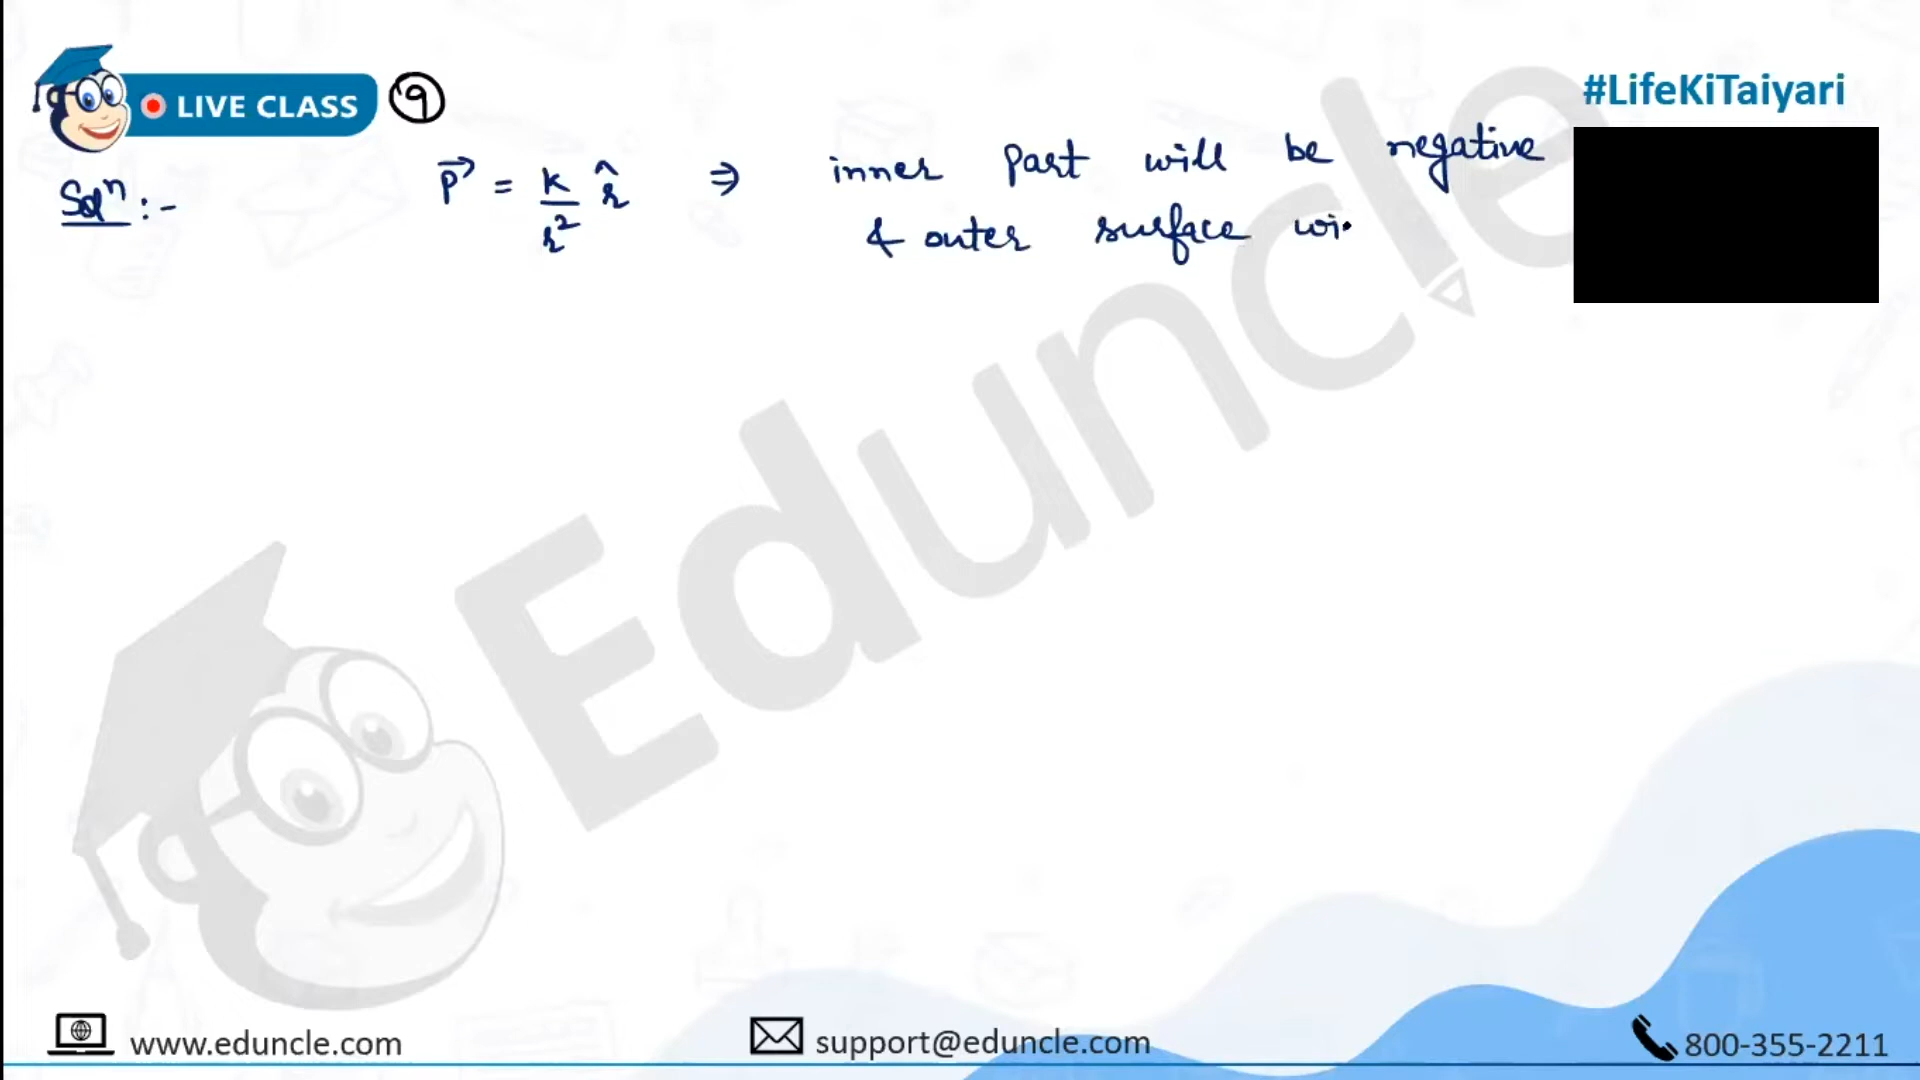 LIVE CLASS
9
#LifeKiTaiyari
Solⁿ :-
P⃗ = k/r² r̂ ⇒ inner part will be negative
& outer surface wi
Eduncle
www.eduncle.com
support@eduncle.com
800-355-2211